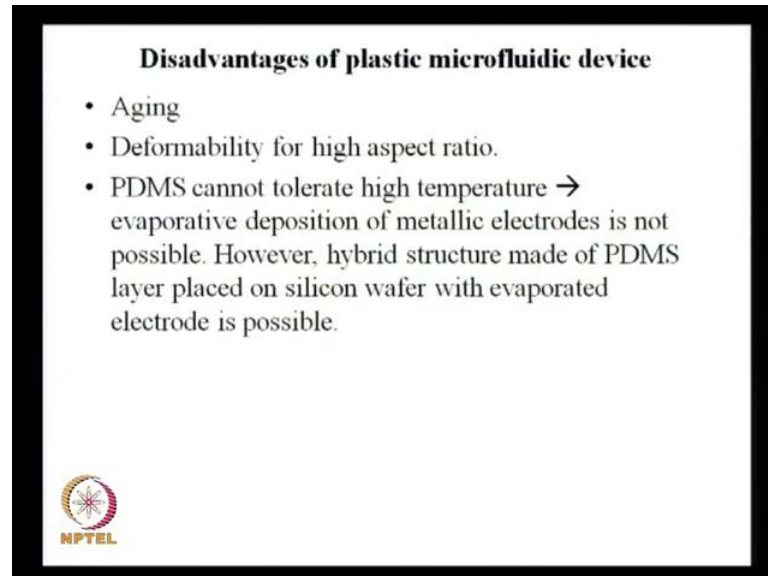 Disadvantages of plastic microfluidic device
• Aging
• Deformability for high aspect ratio.
• PDMS cannot tolerate high temperature →
evaporative deposition of metallic electrodes is not
possible. However, hybrid structure made of PDMS
layer placed on silicon wafer with evaporated
electrode is possible.
NPTEL